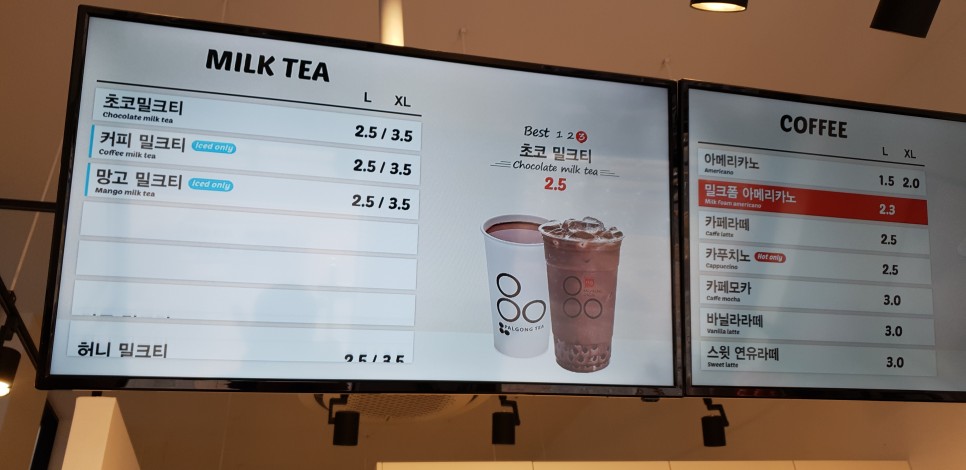 MILK TEA
L XL
초코밀크티
Chocolate milk tea
2.5 / 3.5
커피 밀크티 Iced only
Coffee milk tea
2.5 / 3.5
망고 밀크티 Iced only
Mango milk tea
2.5 / 3.5
허니 밀크티
2.5 / 3.5
Best 1 2 3
초코 밀크티
Chocolate milk tea
2.5
PALGONG TEA
COFFEE
L XL
아메리카노
Americano
1.5 2.0
밀크폼 아메리카노
Milk foam americano
2.3
카페라떼
Caffe latte
2.5
카푸치노 Hot only
Cappuccino
2.5
카페모카
Caffe mocha
3.0
바닐라라떼
Vanilla latte
3.0
스윗 연유라떼
Sweet latte
3.0